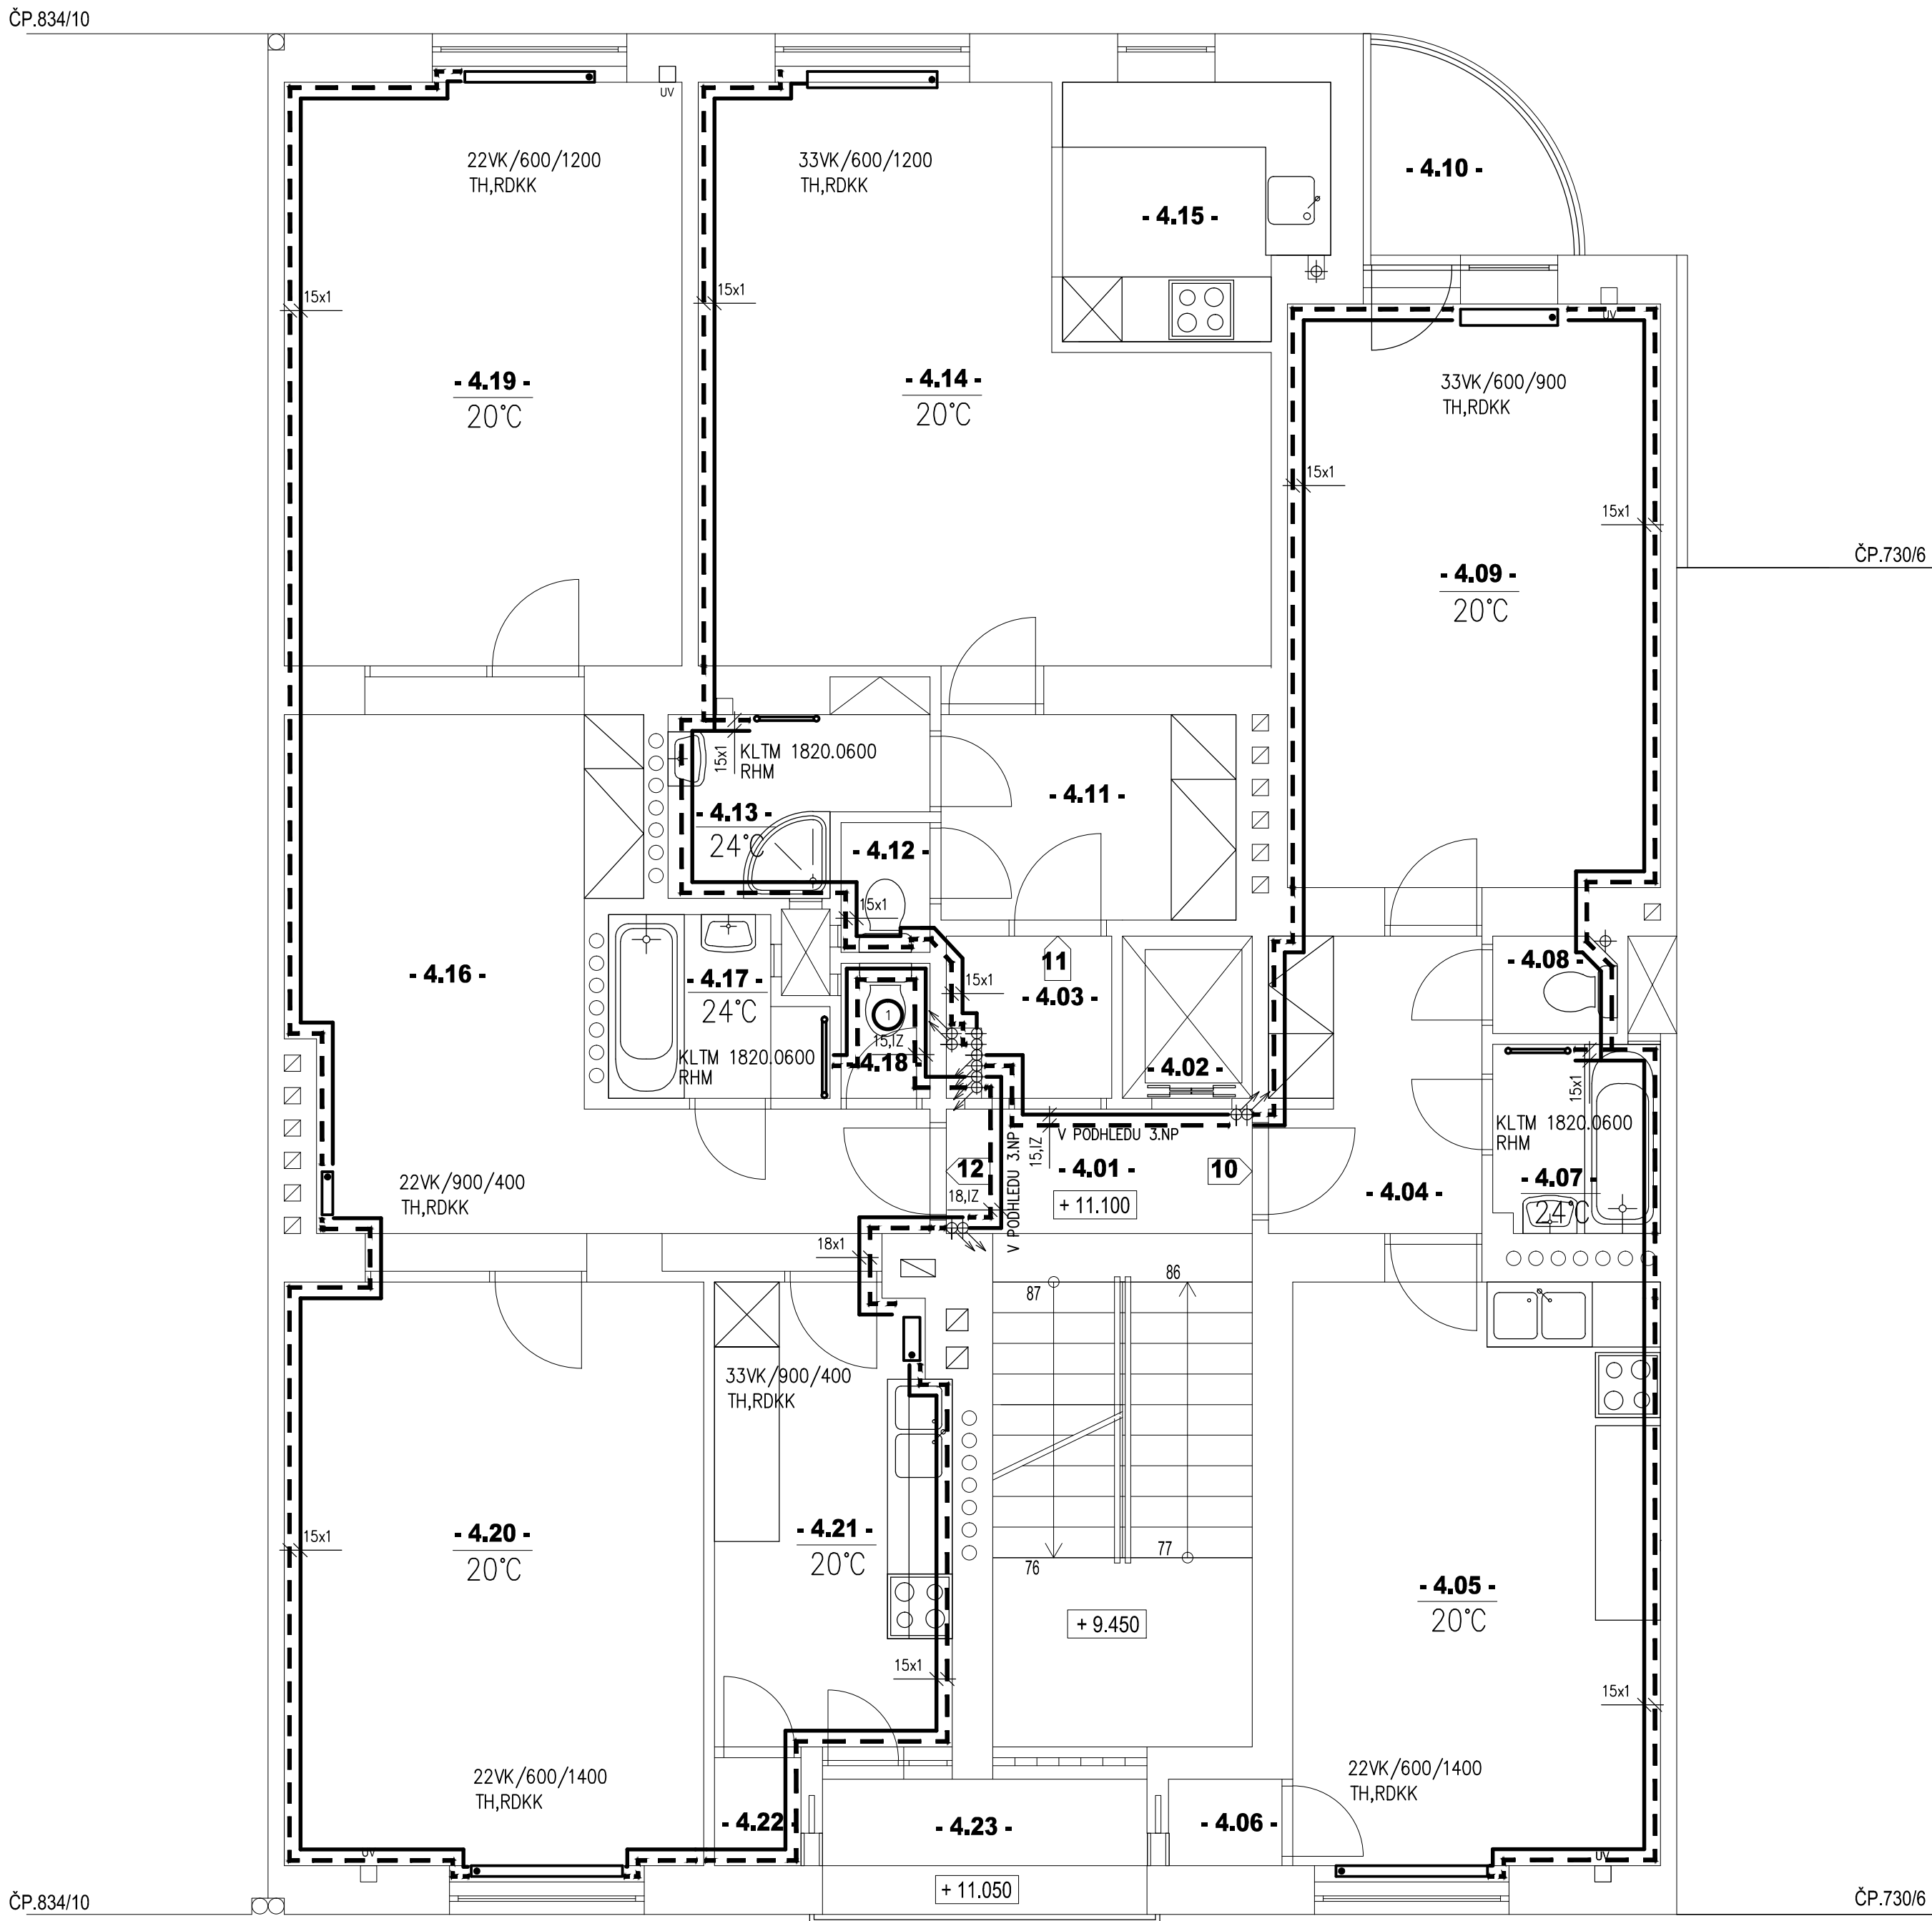 ČP.834/10
UV
22VK/600/1200
TH,RDKK
33VK/600/1200
TH,RDKK
- 4.10 -
- 4.15 -
15x1
15x1
UV
- 4.19 -
20°C
- 4.14 -
20°C
33VK/600/900
TH,RDKK
15x1
15x1
ČP.730/6
- 4.09 -
20°C
15x1
KLTM 1820.0600
RHM
- 4.13 -
24°C
- 4.11 -
- 4.12 -
15x1
- 4.16 -
- 4.17 -
24°C
15x1
11
- 4.03 -
- 4.08 -
1
15,IZ
KLTM 1820.0600
RHM
- 4.18 -
- 4.02 -
15x1
KLTM 1820.0600
RHM
V PODHLEDU 3.NP
15,IZ
V PODHLEDU 3.NP
12
- 4.01 -
10
- 4.04 -
- 4.07 -
24°C
22VK/900/400
TH,RDKK
18,IZ
+ 11.100
18x1
87
86
33VK/900/400
TH,RDKK
15x1
- 4.20 -
20°C
- 4.21 -
20°C
76
77
- 4.05 -
20°C
+ 9.450
15x1
15x1
22VK/600/1400
TH,RDKK
22VK/600/1400
TH,RDKK
- 4.22 -
- 4.23 -
- 4.06 -
UV
UV
+ 11.050
ČP.834/10
ČP.730/6